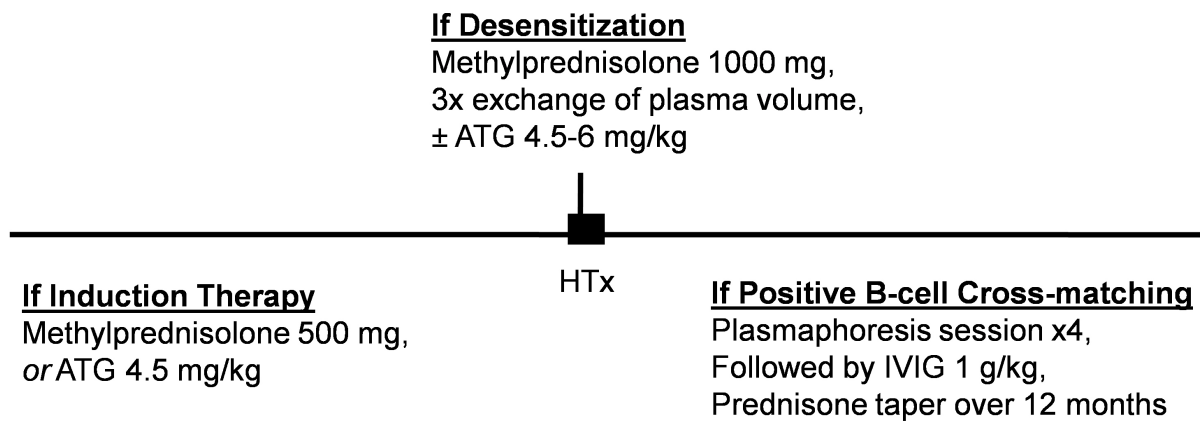 If Desensitization
Methylprednisolone 1000 mg,
3x exchange of plasma volume,
± ATG 4.5-6 mg/kg
HTx
If Induction Therapy
Methylprednisolone 500 mg,
or ATG 4.5 mg/kg
If Positive B-cell Cross-matching
Plasmaphoresis session x4,
Followed by IVIG 1 g/kg,
Prednisone taper over 12 months